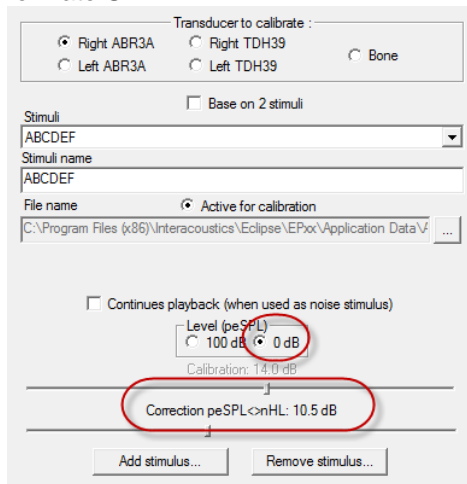 Transducer to calibrate :
Right ABR3A Right TDH39
Bone
Left ABR3A Left TDH39
Base on 2 stimuli
Stimuli
ABCDEF
Stimuli name
ABCDEF
File name Active for calibration
C:\Program Files (x86)\Interacoustics\Eclipse\EPxx\Application Data\A ...
Continues playback (when used as noise stimulus)
Level (peSPL)
100 dB 0 dB
Calibration: 14.0 dB
Correction peSPL<>nHL: 10.5 dB
Add stimulus... Remove stimulus...